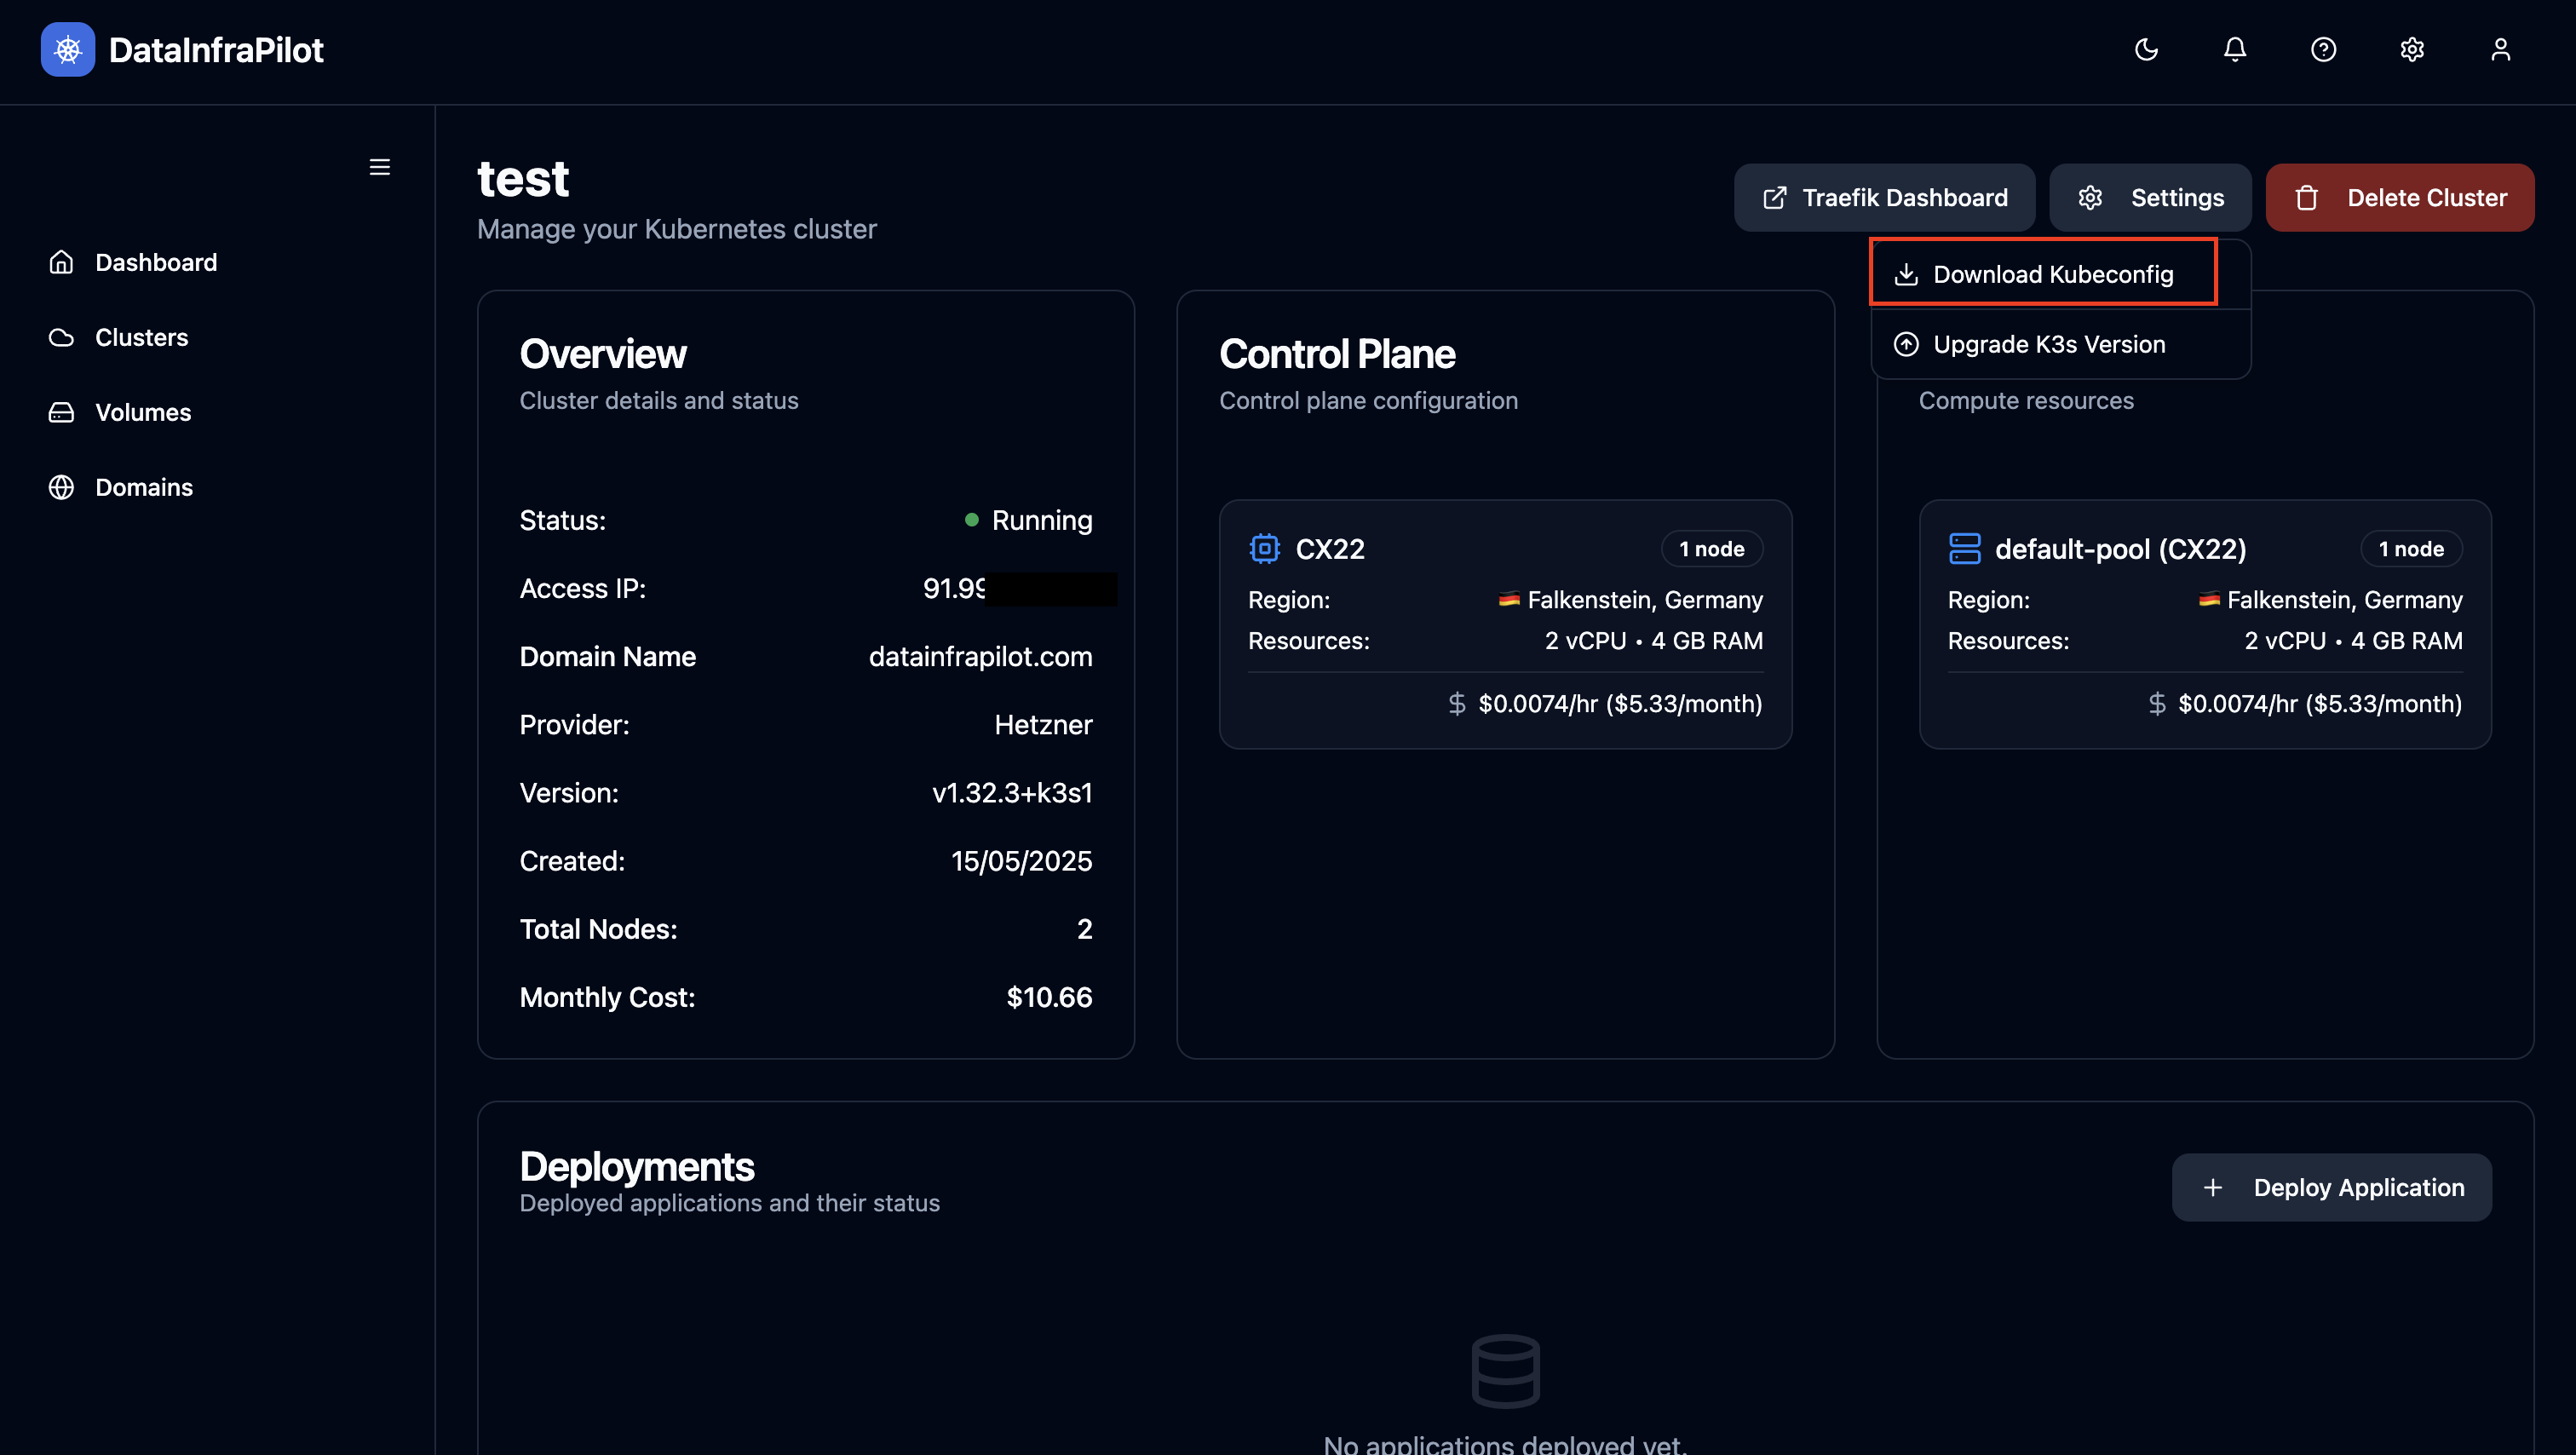 DataInfraPilot
Dashboard
Clusters
Volumes
Domains
test
Manage your Kubernetes cluster
Traefik Dashboard
Settings
Delete Cluster
Download Kubeconfig
Upgrade K3s Version
Overview
Cluster details and status
Status: Running
Access IP: 91.99
Domain Name datainfrapilot.com
Provider: Hetzner
Version: v1.32.3+k3s1
Created: 15/05/2025
Total Nodes: 2
Monthly Cost: $10.66
Control Plane
Control plane configuration
CX22 1 node
Region: Falkenstein, Germany
Resources: 2 vCPU • 4 GB RAM
$0.0074/hr ($5.33/month)
Compute resources
default-pool (CX22) 1 node
Region: Falkenstein, Germany
Resources: 2 vCPU • 4 GB RAM
$0.0074/hr ($5.33/month)
Deployments
Deployed applications and their status
Deploy Application
No applications deployed yet.